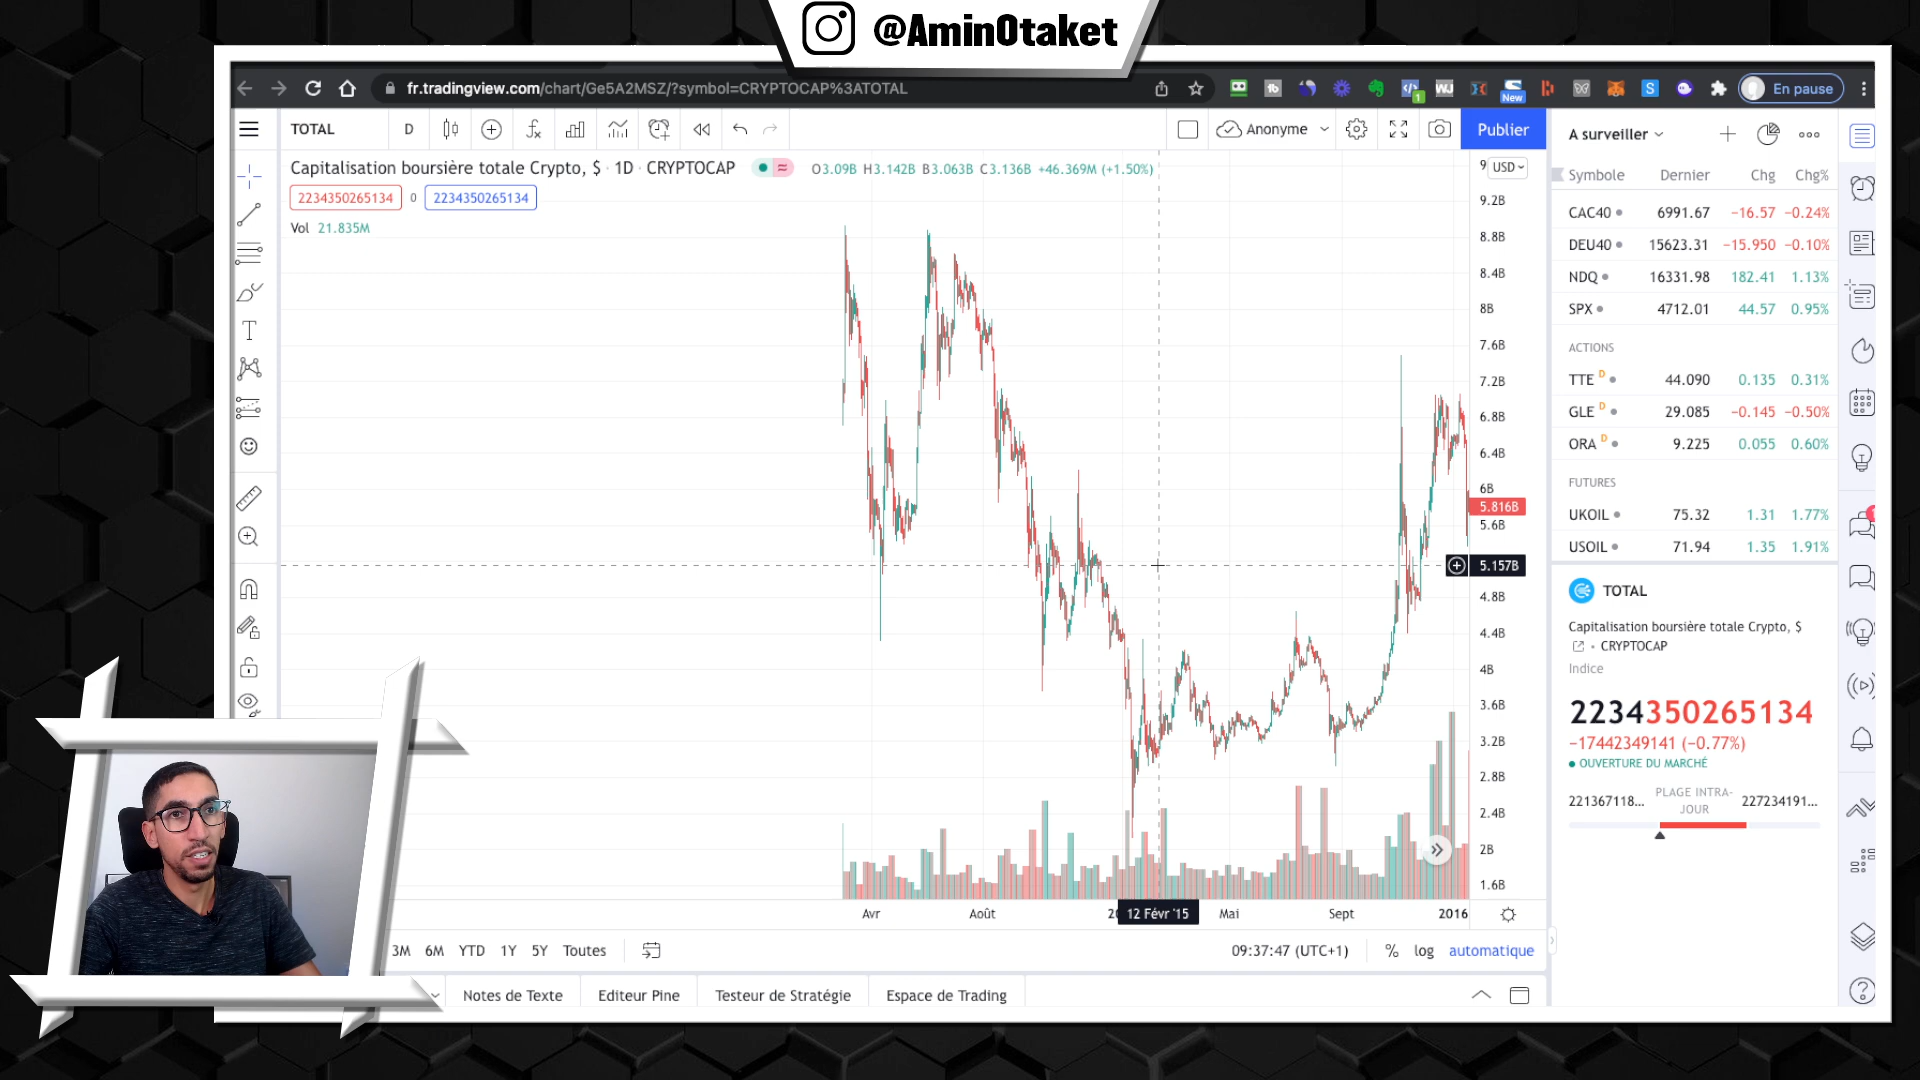 @AminOtaket
fr.tradingview.com/chart/Ge5A2MSZ/?symbol=CRYPTOCAP%3ATOTAL
1b
1
WJ
New
S
En pause
TOTAL
D
Anonyme
Publier
A surveiller
Capitalisation boursière totale Crypto, $ · 1D · CRYPTOCAP
O3.09B H3.142B B3.063B C3.136B +46.369M (+1.50%)
2234350265134 0 2234350265134
Vol 21.835M
USD
9.2B
8.8B
8.4B
8B
7.6B
7.2B
6.8B
6.4B
6B
5.816B
5.6B
5.157B
4.8B
4.4B
4B
3.6B
3.2B
2.8B
2.4B
2B
1.6B
Avr Août 12 Févr '15 Mai Sept 2016
3M 6M YTD 1Y 5Y Toutes
09:37:47 (UTC+1) % log automatique
Notes de Texte Editeur Pine Testeur de Stratégie Espace de Trading
Symbole Dernier Chg Chg%
CAC40 6991.67 −16.57 −0.24%
DEU40 15623.31 −15.950 −0.10%
NDQ 16331.98 182.41 1.13%
SPX 4712.01 44.57 0.95%
ACTIONS
TTE D 44.090 0.135 0.31%
GLE D 29.085 −0.145 −0.50%
ORA D 9.225 0.055 0.60%
FUTURES
UKOIL 75.32 1.31 1.77%
USOIL 71.94 1.35 1.91%
TOTAL
Capitalisation boursière totale Crypto, $
CRYPTOCAP
Indice
2234350265134
−17442349141 (−0.77%)
OUVERTURE DU MARCHÉ
221367118... PLAGE INTRA-JOUR 227234191...